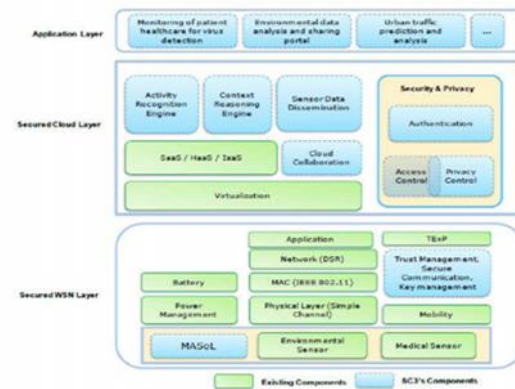 Monitoring of patient
healthcare for virus
detection
Environmental data
analysis and sharing
portal
Urban traffic
prediction and
analysis
...
Application Layer
Secured Cloud Layer
Activity
Recognition
Engine
Context
Reasoning
Engine
Sensor Data
Dissemination
Security & Privacy
Authentication
SaaS / HaaS / IaaS
Cloud
Collaboration
Access
Control
Privacy
Control
Virtualization
Secured WSN Layer
Application
TExP
Network (DSR)
Trust Management,
Secure
Communication,
Key management
Battery
MAC (IEEE 802.11)
Power
Management
Physical Layer (Simple
Channel)
Mobility
MASoL
Environmental
Sensor
Medical Sensor
Existing Components
SC3's Components